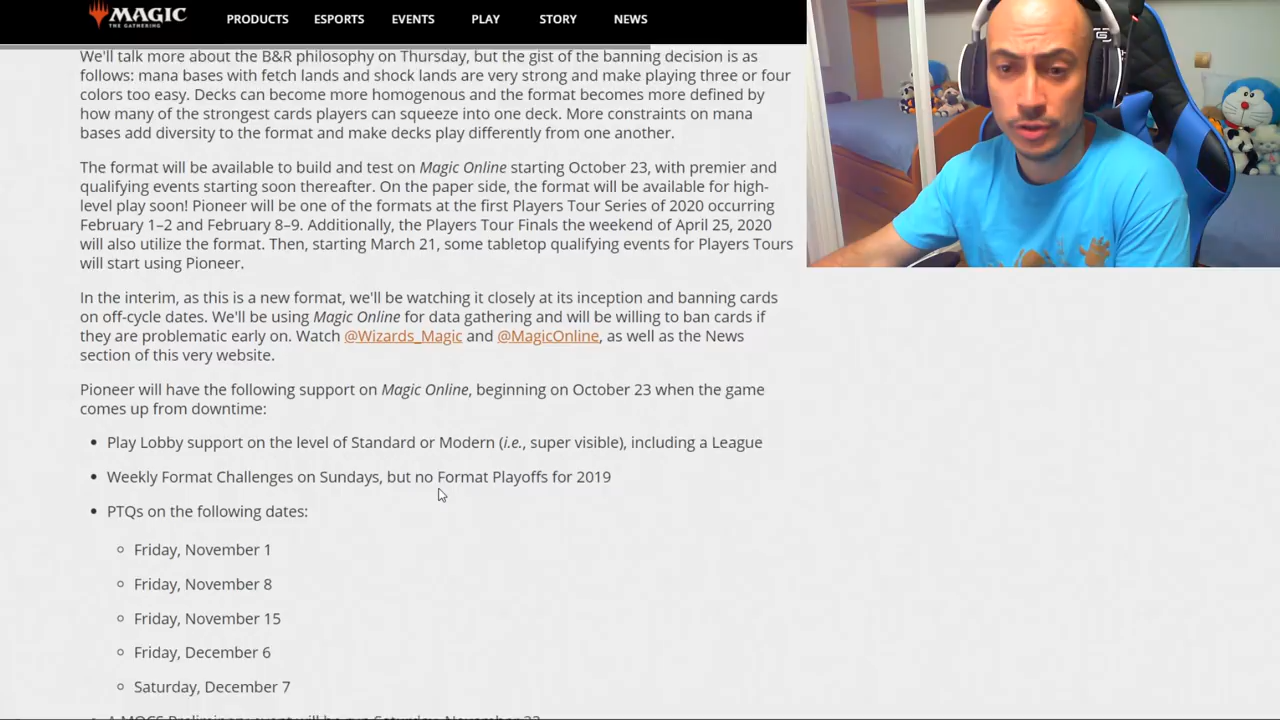 MAGIC
THE GATHERING
PRODUCTS ESPORTS EVENTS PLAY STORY NEWS
We'll talk more about the B&R philosophy on Thursday, but the gist of the banning decision is as
follows: mana bases with fetch lands and shock lands are very strong and make playing three or four
colors too easy. Decks can become more homogenous and the format becomes more defined by
how many of the strongest cards players can squeeze into one deck. More constraints on mana
bases add diversity to the format and make decks play differently from one another.
The format will be available to build and test on Magic Online starting October 23, with premier and
qualifying events starting soon thereafter. On the paper side, the format will be available for high-
level play soon! Pioneer will be one of the formats at the first Players Tour Series of 2020 occurring
February 1–2 and February 8–9. Additionally, the Players Tour Finals the weekend of April 25, 2020
will also utilize the format. Then, starting March 21, some tabletop qualifying events for Players Tours
will start using Pioneer.
In the interim, as this is a new format, we'll be watching it closely at its inception and banning cards
on off-cycle dates. We'll be using Magic Online for data gathering and will be willing to ban cards if
they are problematic early on. Watch @Wizards_Magic and @MagicOnline, as well as the News
section of this very website.
Pioneer will have the following support on Magic Online, beginning on October 23 when the game
comes up from downtime:
• Play Lobby support on the level of Standard or Modern (i.e., super visible), including a League
• Weekly Format Challenges on Sundays, but no Format Playoffs for 2019
• PTQs on the following dates:
Friday, November 1
Friday, November 8
Friday, November 15
Friday, December 6
Saturday, December 7